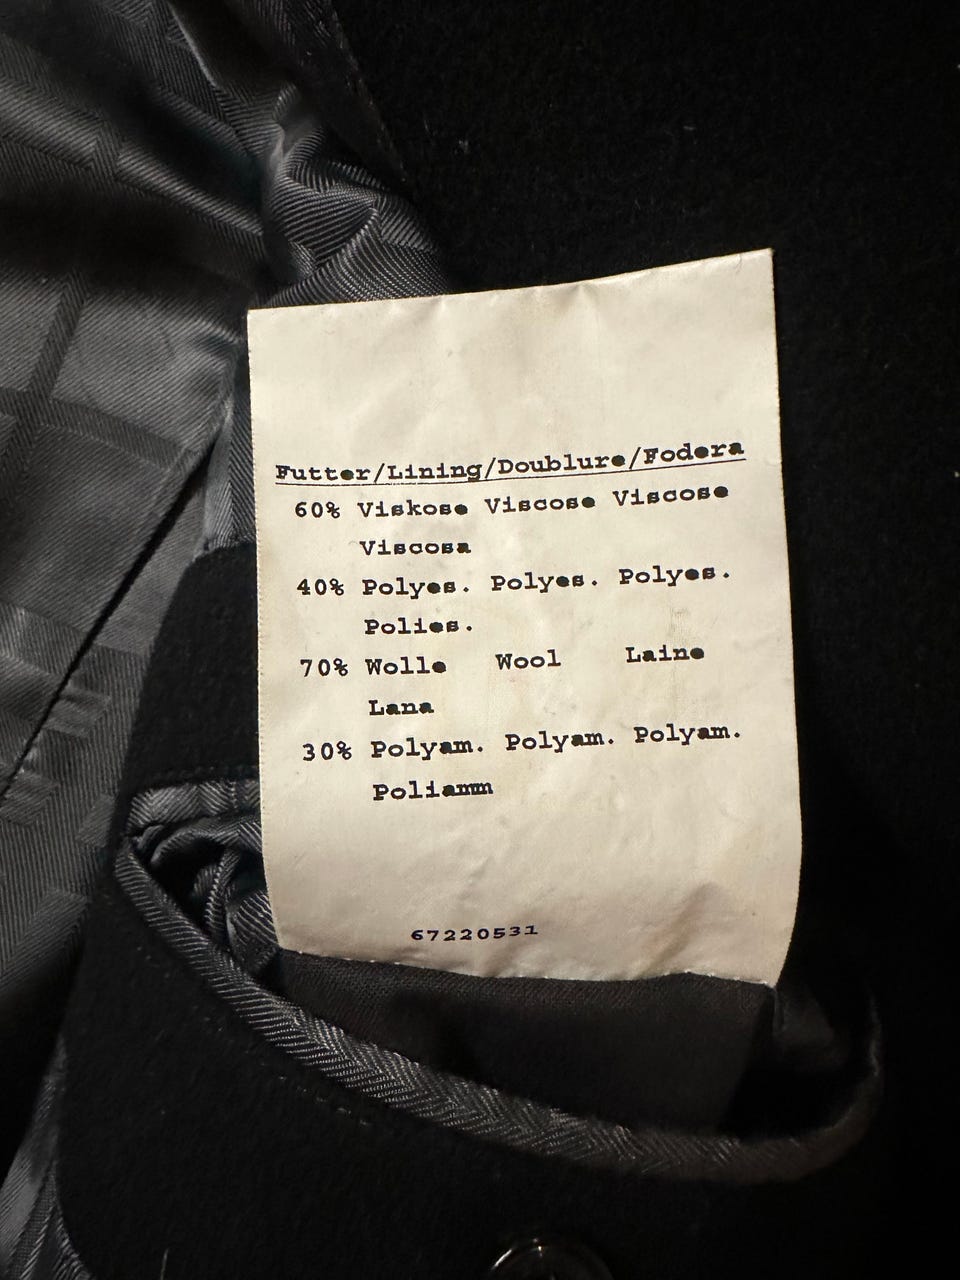 Futter/Lining/Doublure/Fodera
60% Viskose Viscose Viscose
Viscosa
40% Polyes. Polyes. Polyes.
Polies.
70% Wolle Wool Laine
Lana
30% Polyam. Polyam. Polyam.
Poliamm
67220531